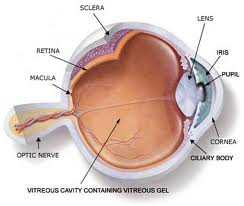 SCLERA
LENS
RETINA
IRIS
PUPIL
MACULA
OPTIC NERVE
CORNEA
CILIARY BODY
VITREOUS CAVITY CONTAINING VITREOUS GEL